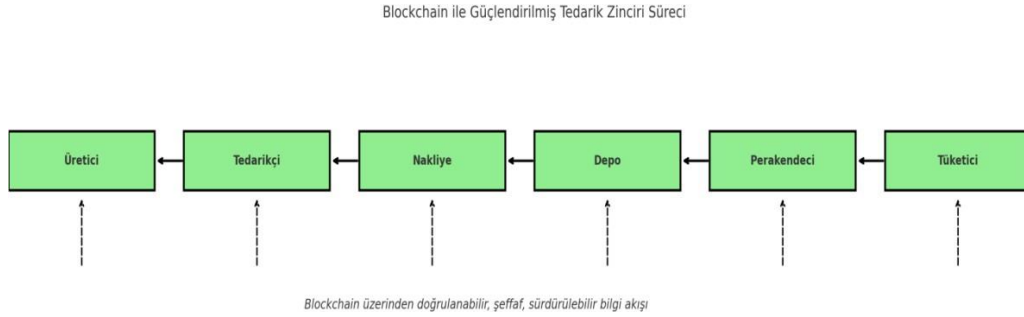 Blockchain ile Güçlendirilmiş Tedarik Zinciri Süreci
Üretici
Tedarikçi
Nakliye
Depo
Perakendeci
Tüketici
Blockchain üzerinden doğrulanabilir, şeffaf, sürdürülebilir bilgi akışı